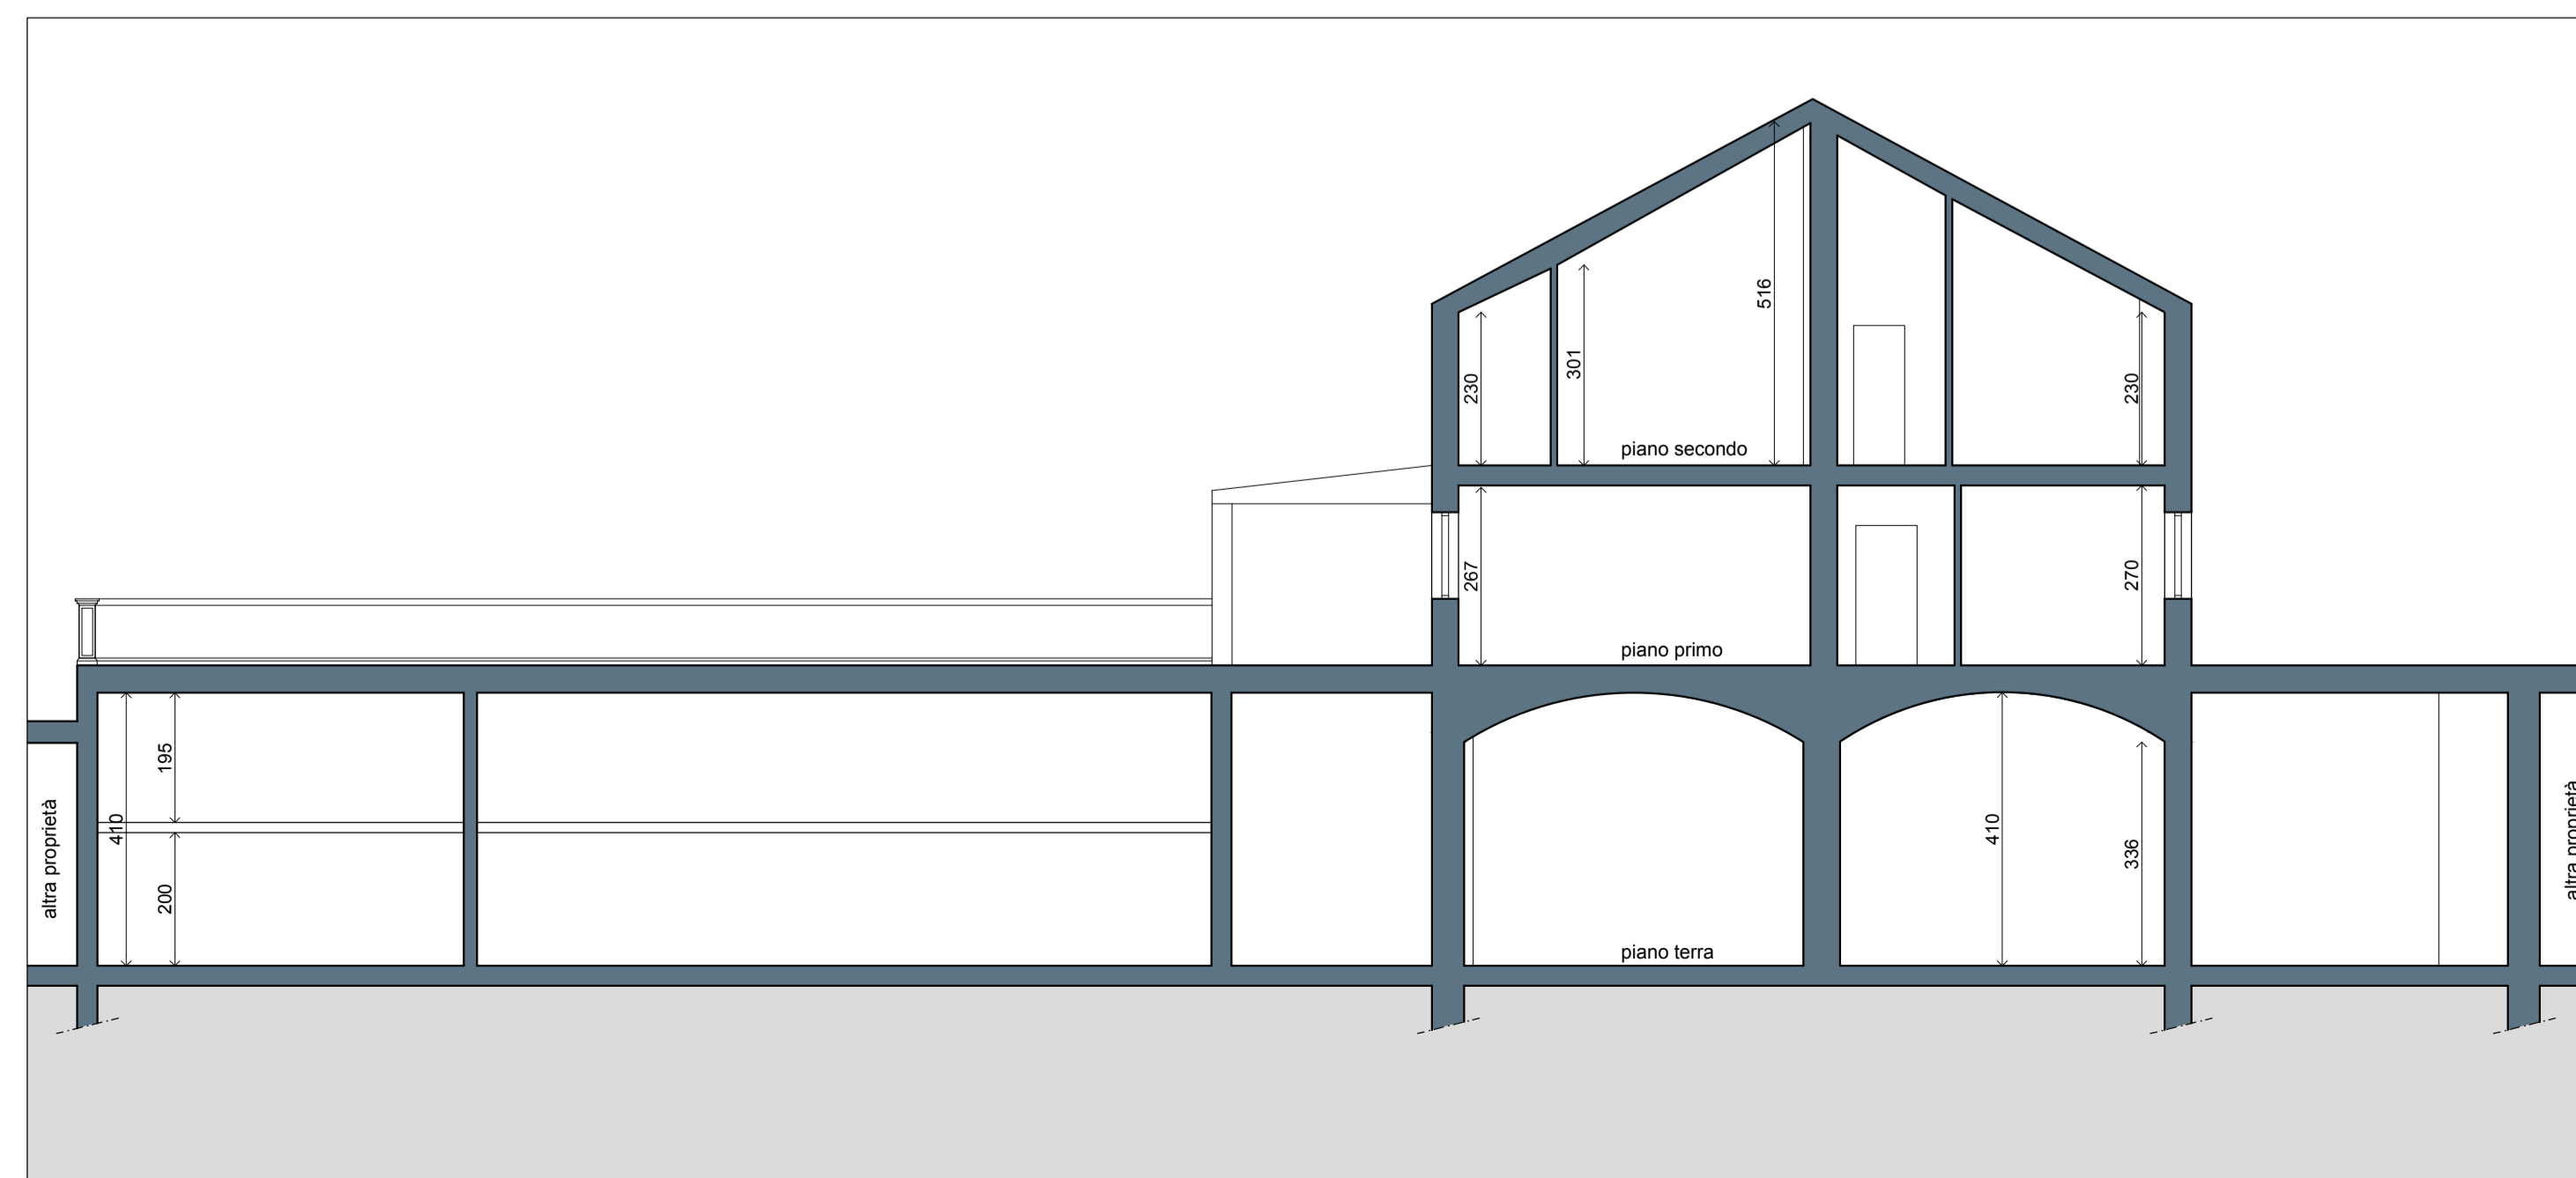 516
301
230
230
piano secondo
267
270
piano primo
195
410
200
altra proprietà
410
336
piano terra
altra proprietà